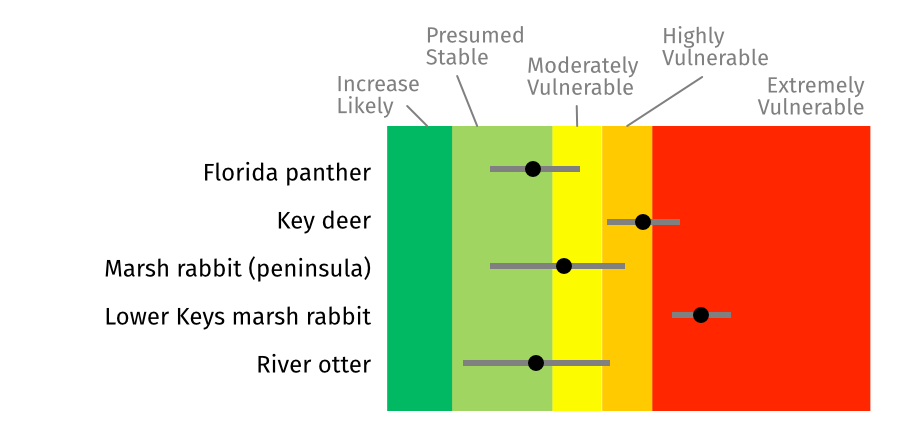 Increase
Likely
Presumed
Stable
Moderately
Vulnerable
Highly
Vulnerable
Extremely
Vulnerable
Florida panther
Key deer
Marsh rabbit (peninsula)
Lower Keys marsh rabbit
River otter